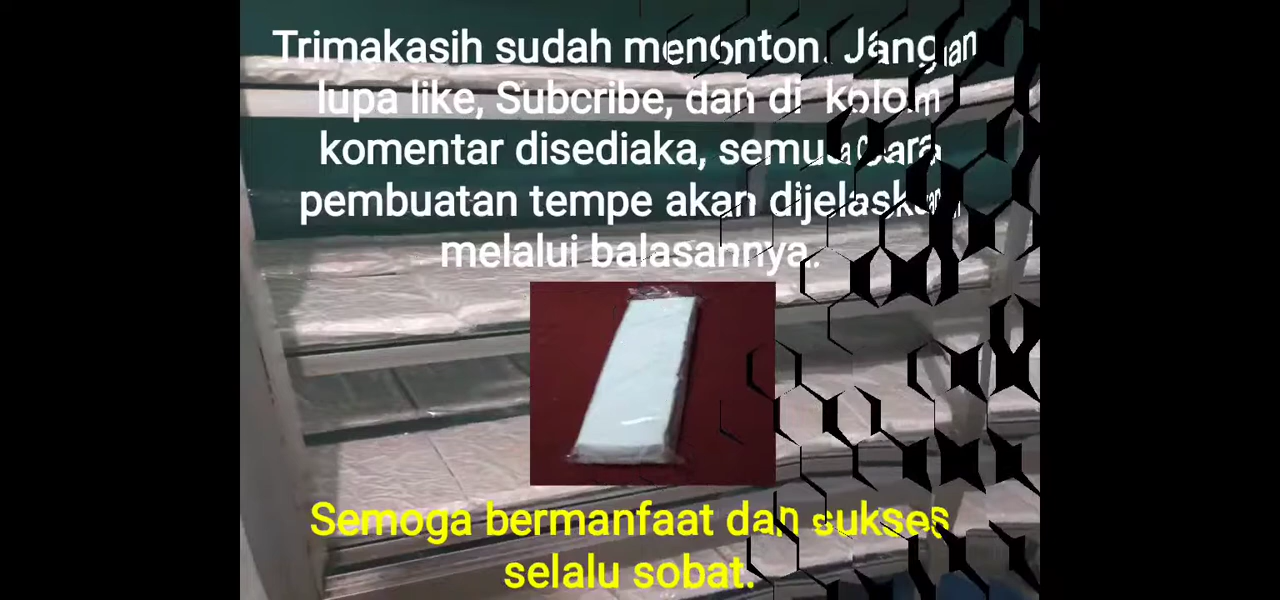 Trimakasih sudah menonton. Jangan
lupa like, Subcribe, dan di kolom
komentar disediaka, semua cara
pembuatan tempe akan dijelaskan
melalui balasannya.
Semoga bermanfaat dan sukses
selalu sobat.